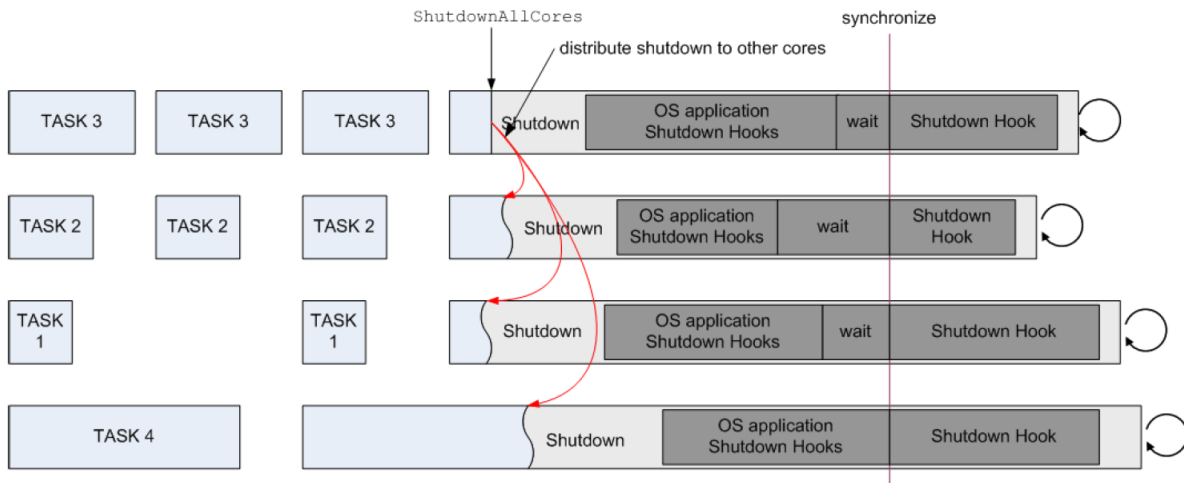 ShutdownAllCores
synchronize
distribute shutdown to other cores
TASK 3
TASK 3
TASK 3
Shutdown
OS application
Shutdown Hooks
wait
Shutdown Hook
TASK 2
TASK 2
TASK 2
Shutdown
OS application
Shutdown Hooks
wait
Shutdown
Hook
TASK
1
TASK
1
Shutdown
OS application
Shutdown Hooks
wait
Shutdown Hook
TASK 4
Shutdown
OS application
Shutdown Hooks
Shutdown Hook